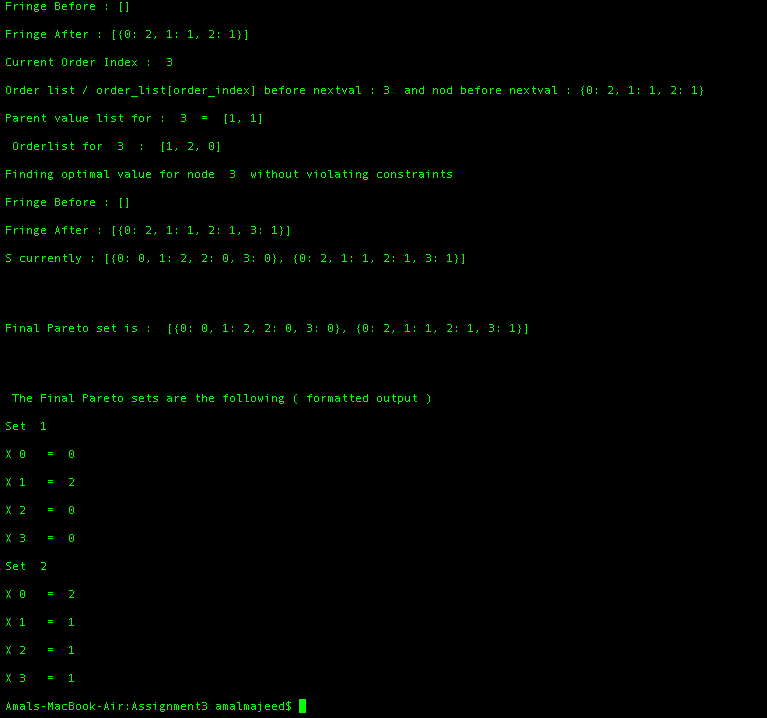 Fringe Before : []
Fringe After : [{0: 2, 1: 1, 2: 1}]
Current Order Index :  3
Order list / order_list[order_index] before nextval : 3  and nod before nextval : {0: 2, 1: 1, 2: 1}
Parent value list for :  3  =  [1, 1]
 Orderlist for  3  :  [1, 2, 0]
Finding optimal value for node  3  without violating constraints
Fringe Before : []
Fringe After : [{0: 2, 1: 1, 2: 1, 3: 1}]
S currently : [{0: 0, 1: 2, 2: 0, 3: 0}, {0: 2, 1: 1, 2: 1, 3: 1}]
Final Pareto set is :  [{0: 0, 1: 2, 2: 0, 3: 0}, {0: 2, 1: 1, 2: 1, 3: 1}]
 The Final Pareto sets are the following ( formatted output )
Set  1
X 0   =  0
X 1   =  2
X 2   =  0
X 3   =  0
Set  2
X 0   =  2
X 1   =  1
X 2   =  1
X 3   =  1
Amals-MacBook-Air:Assignment3 amalmajeed$